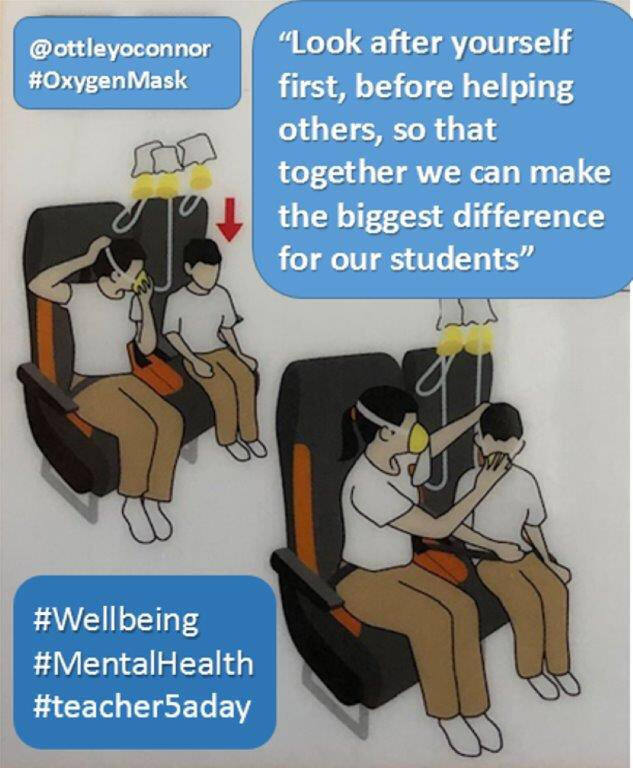 @ottleyoconnor
#OxygenMask
“Look after yourself
first, before helping
others, so that
together we can make
the biggest difference
for our students”
#Wellbeing
#MentalHealth
#teacher5aday